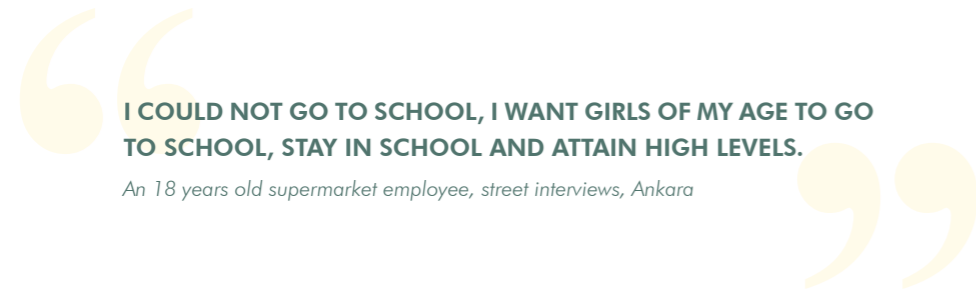 I COULD NOT GO TO SCHOOL, I WANT GIRLS OF MY AGE TO GO
TO SCHOOL, STAY IN SCHOOL AND ATTAIN HIGH LEVELS.
An 18 years old supermarket employee, street interviews, Ankara